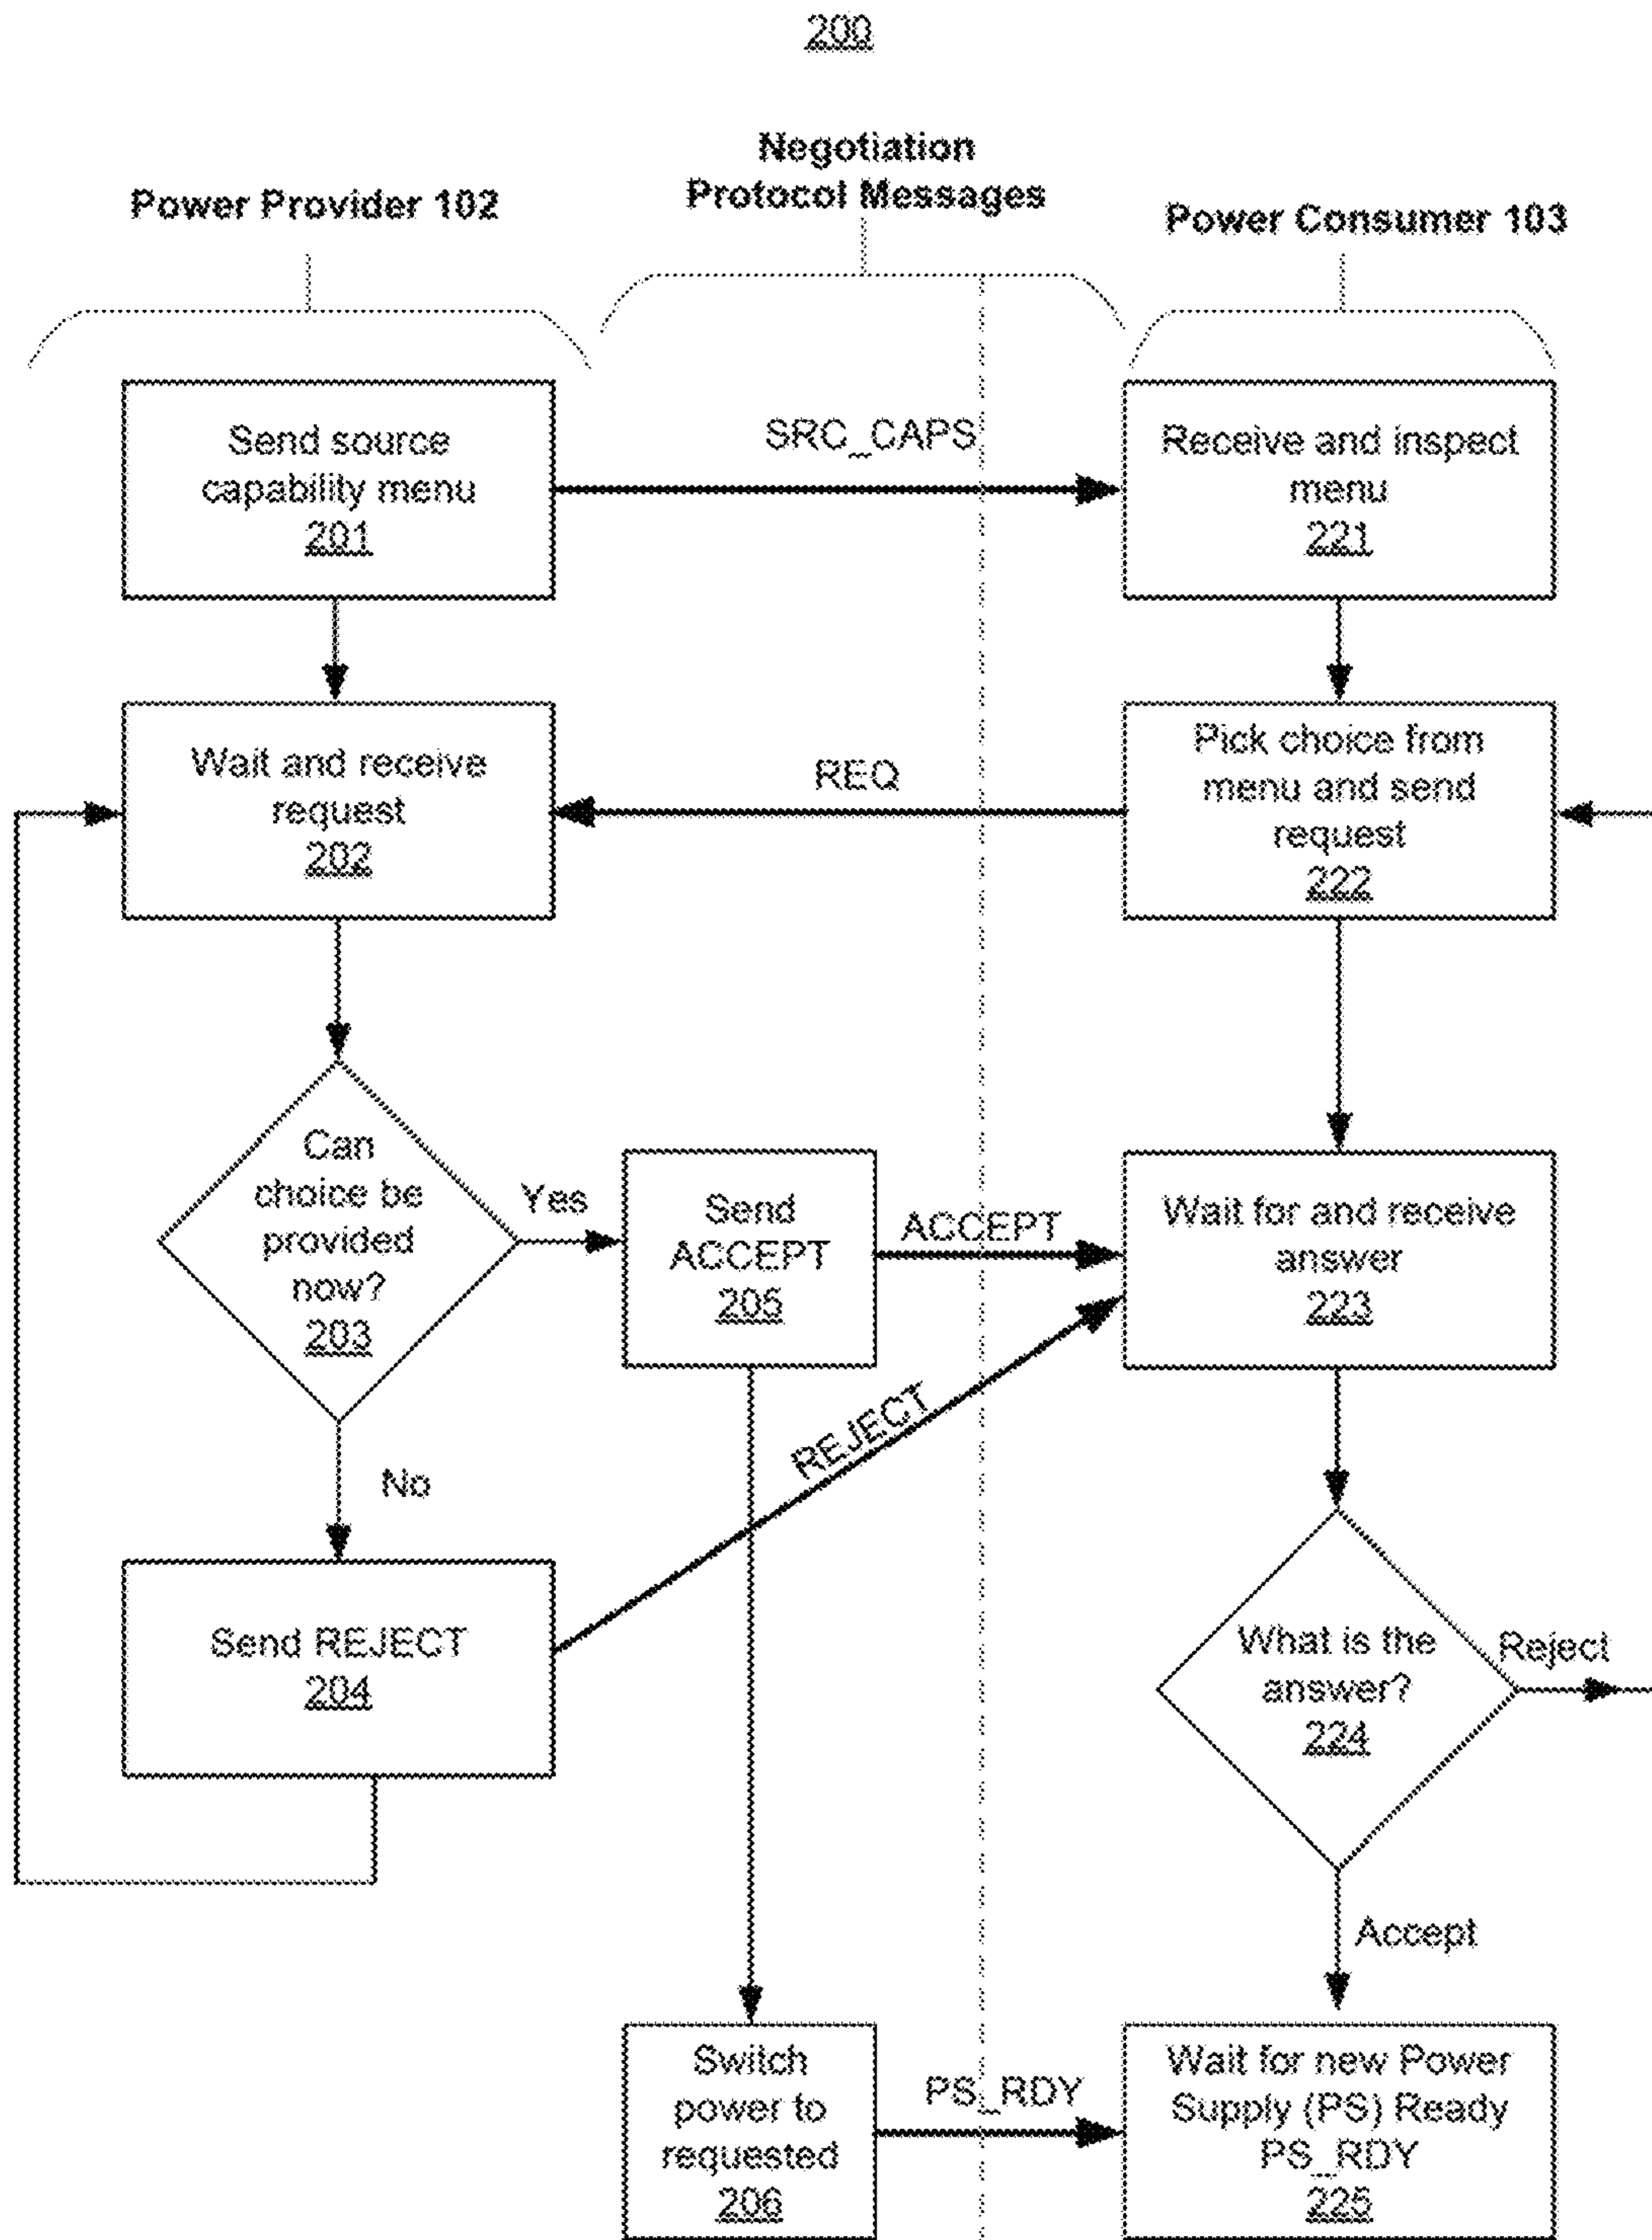 200
Negotiation
Protocol Messages
Power Provider 102
Power Consumer 103
Send source
capability menu
201
SRC_CAPS
Receive and inspect
menu
221
Wait and receive
request
202
REQ
Pick choice from
menu and send
request
222
Can
choice be
provided
now?
203
Yes
Send
ACCEPT
205
ACCEPT
Wait for and receive
answer
223
REJECT
No
Send REJECT
204
What is the
answer?
224
Reject
Accept
Switch
power to
requested
206
PS_RDY
Wait for new Power
Supply (PS) Ready
PS_RDY
225